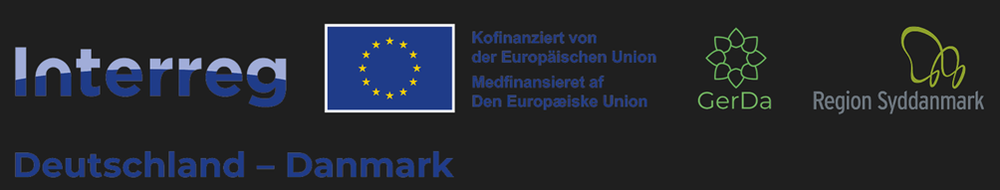 Interreg
Kofinanziert von
der Europäischen Union
Medfinansieret af
Den Europæiske Union
GerDa
Region Syddanmark
Deutschland – Danmark